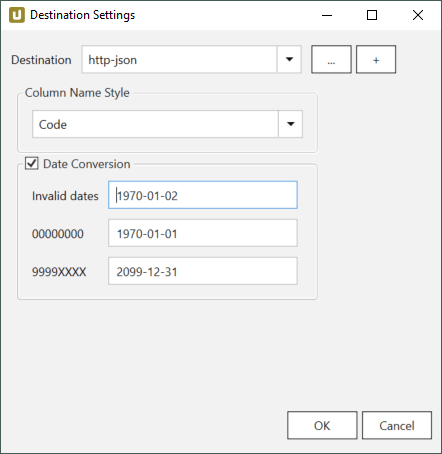 Destination Settings
Destination http-json ... +
Column Name Style
Code
Date Conversion
Invalid dates 1970-01-02
00000000 1970-01-01
9999XXXX 2099-12-31
OK Cancel